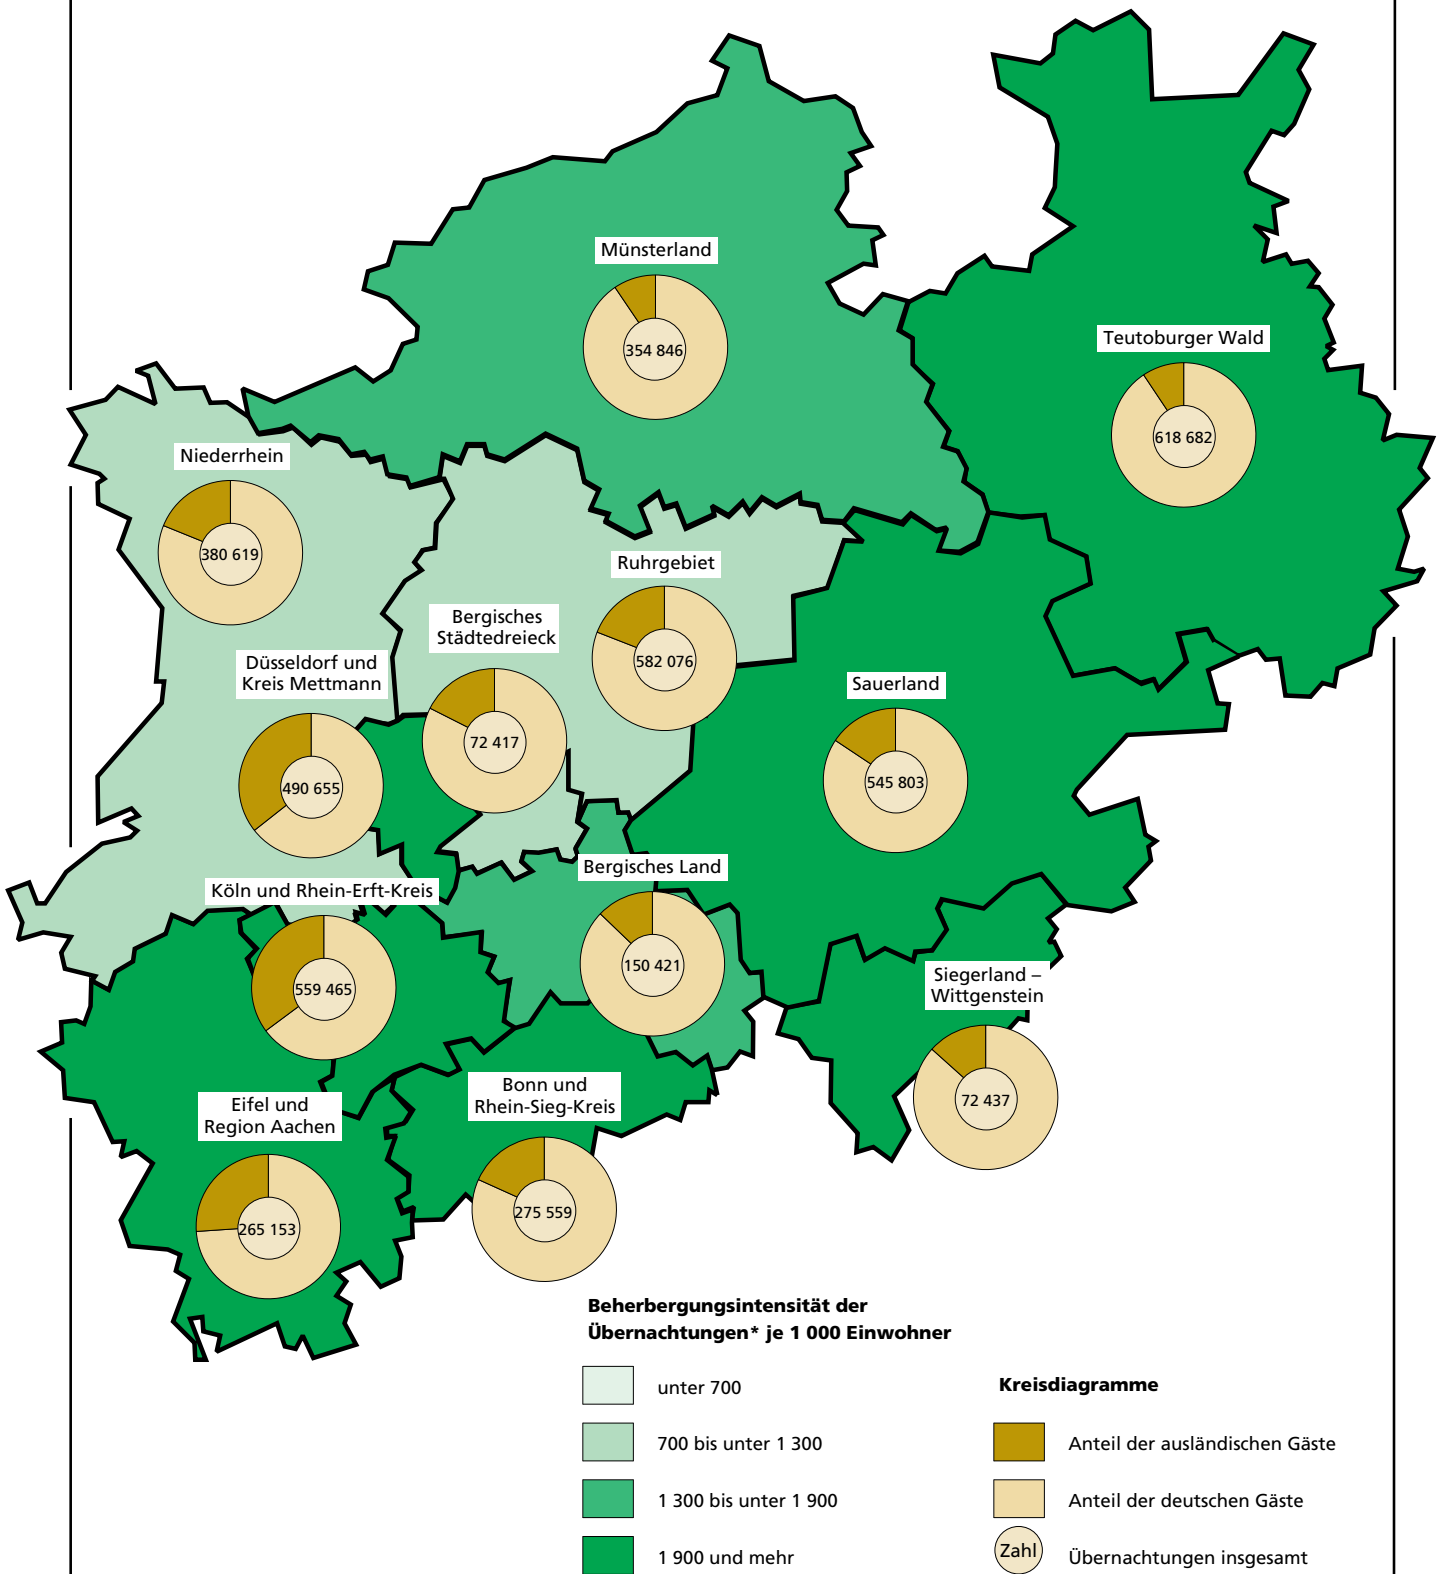 Münsterland
354 846
Teutoburger Wald
618 682
Niederrhein
380 619
Ruhrgebiet
582 076
Bergisches
Städtedreieck
72 417
Düsseldorf und
Kreis Mettmann
490 655
Sauerland
545 803
Bergisches Land
150 421
Köln und Rhein-Erft-Kreis
559 465
Siegerland –
Wittgenstein
72 437
Bonn und
Rhein-Sieg-Kreis
275 559
Eifel und
Region Aachen
265 153
Beherbergungsintensität der
Übernachtungen* je 1 000 Einwohner
unter 700
700 bis unter 1 300
1 300 bis unter 1 900
1 900 und mehr
Kreisdiagramme
Anteil der ausländischen Gäste
Anteil der deutschen Gäste
Zahl
Übernachtungen insgesamt